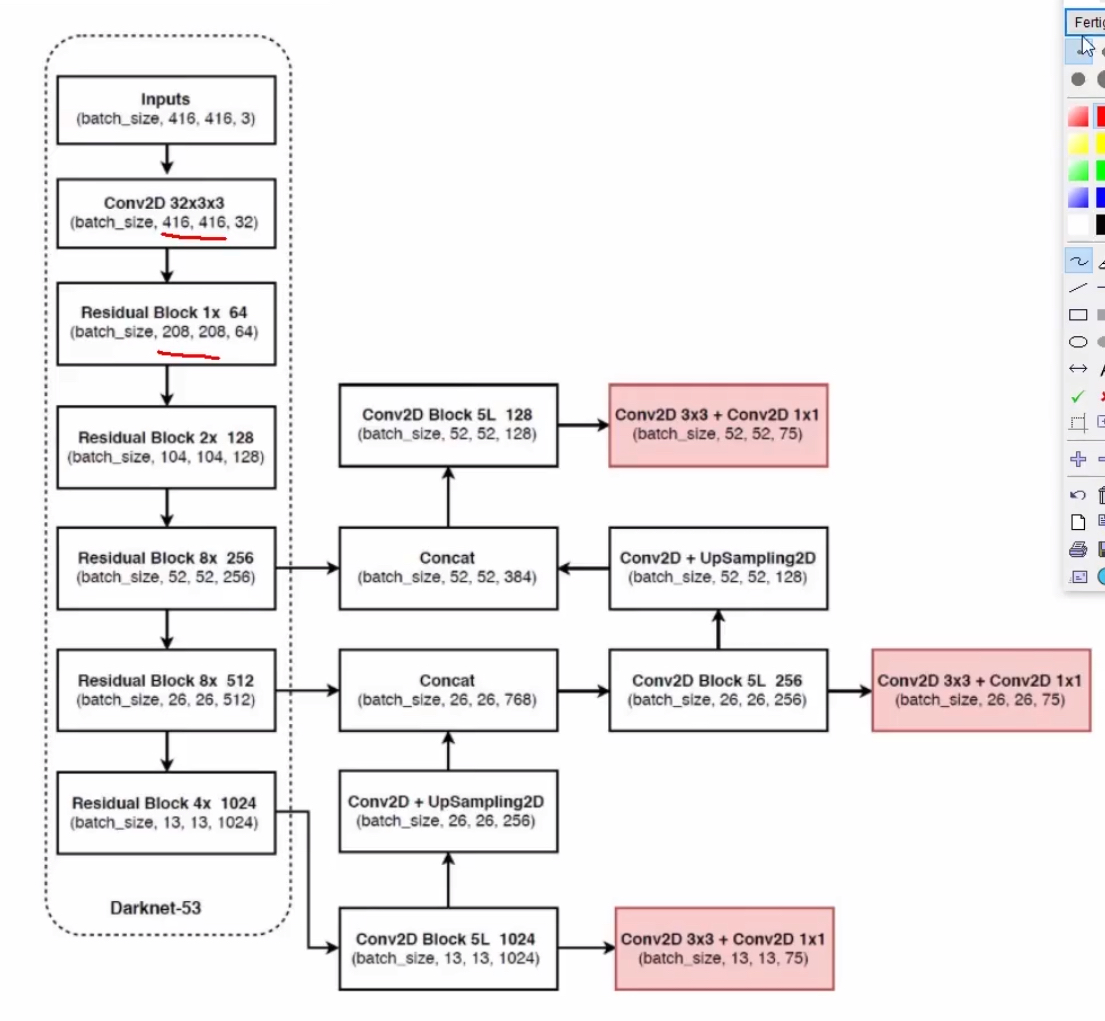 Inputs
(batch_size, 416, 416, 3)
Conv2D 32x3x3
(batch_size, 416, 416, 32)
Residual Block 1x 64
(batch_size, 208, 208, 64)
Residual Block 2x 128
(batch_size, 104, 104, 128)
Residual Block 8x 256
(batch_size, 52, 52, 256)
Residual Block 8x 512
(batch_size, 26, 26, 512)
Residual Block 4x 1024
(batch_size, 13, 13, 1024)
Darknet-53
Conv2D Block 5L 128
(batch_size, 52, 52, 128)
Conv2D 3x3 + Conv2D 1x1
(batch_size, 52, 52, 75)
Concat
(batch_size, 52, 52, 384)
Conv2D + UpSampling2D
(batch_size, 52, 52, 128)
Concat
(batch_size, 26, 26, 768)
Conv2D Block 5L 256
(batch_size, 26, 26, 256)
Conv2D 3x3 + Conv2D 1x1
(batch_size, 26, 26, 75)
Conv2D + UpSampling2D
(batch_size, 26, 26, 256)
Conv2D Block 5L 1024
(batch_size, 13, 13, 1024)
Conv2D 3x3 + Conv2D 1x1
(batch_size, 13, 13, 75)